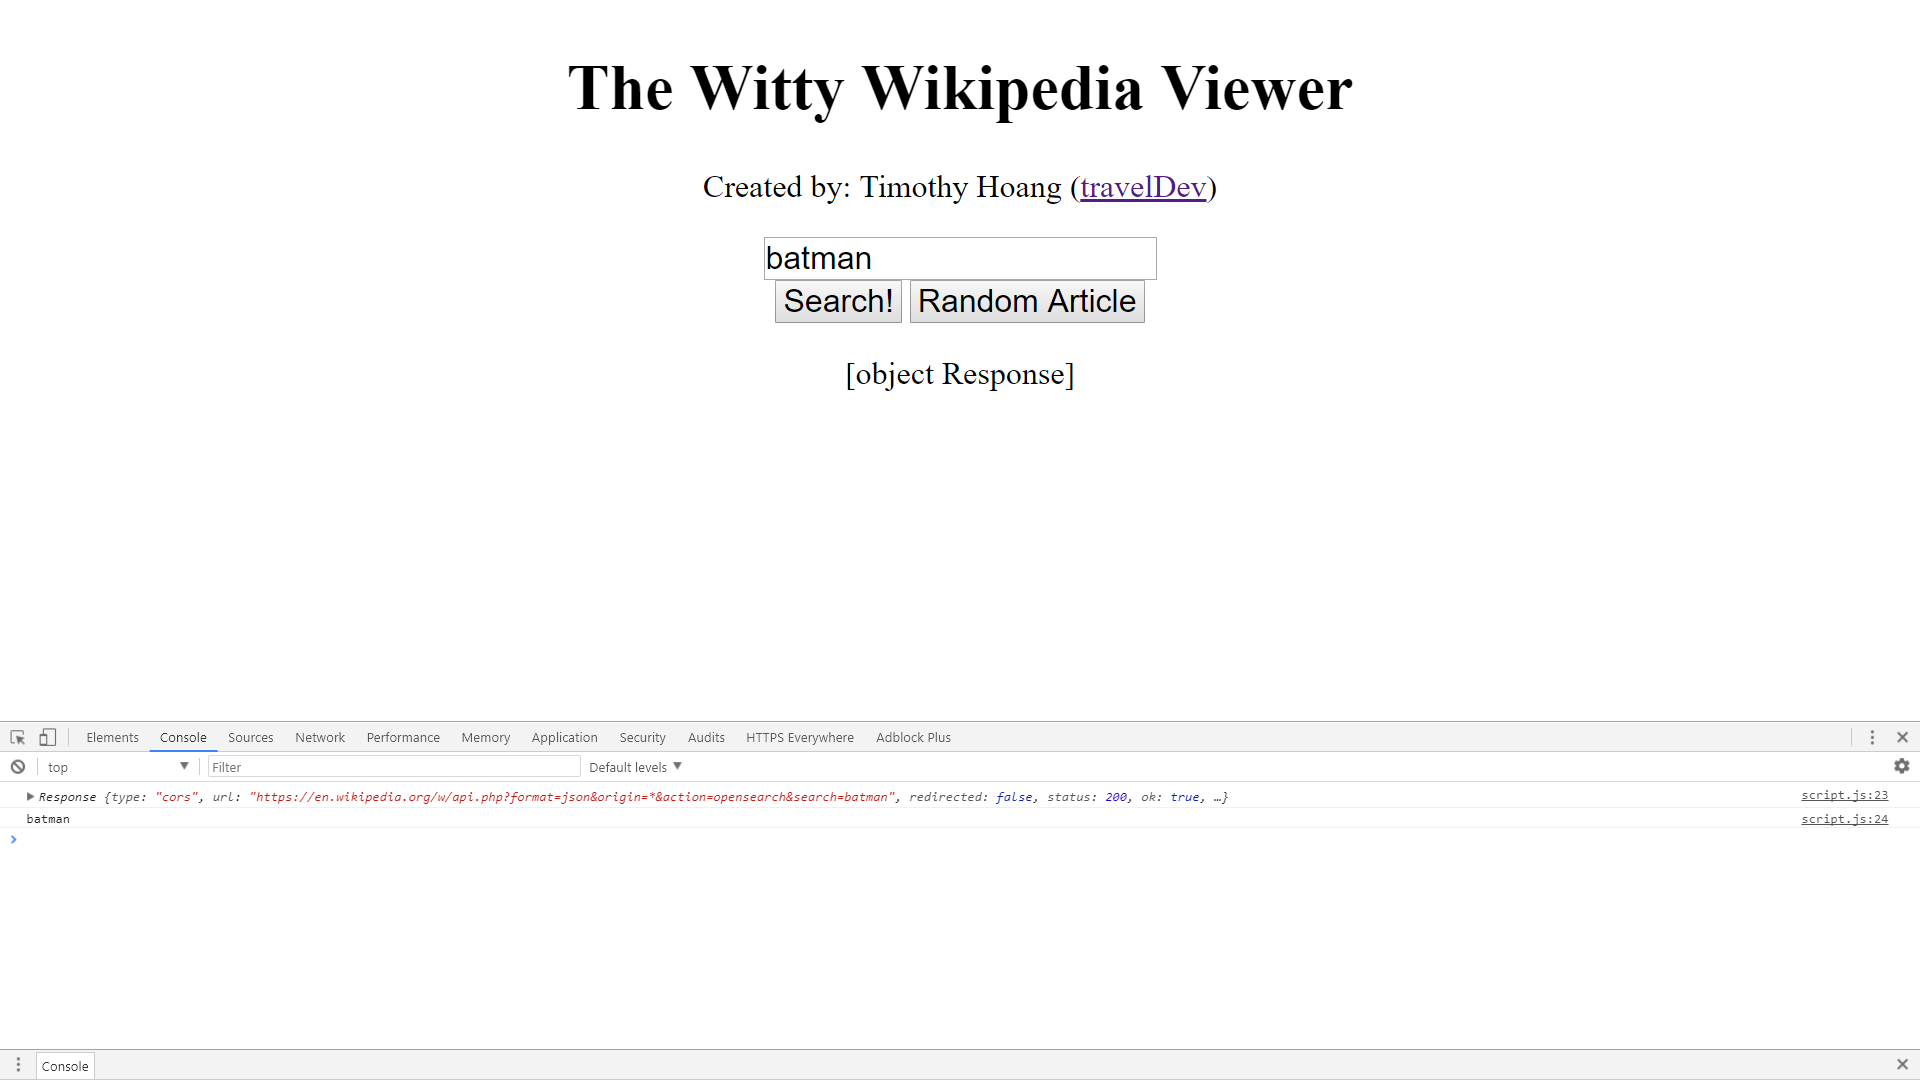 The Witty Wikipedia Viewer
Created by: Timothy Hoang (travelDev)
batman
Search! Random Article
[object Response]
Elements Console Sources Network Performance Memory Application Security Audits HTTPS Everywhere Adblock Plus
top Filter Default levels
Response {type: "cors", url: "https://en.wikipedia.org/w/api.php?format=json&origin=*&action=opensearch&search=batman", redirected: false, status: 200, ok: true, …} script.js:23
batman script.js:24
Console